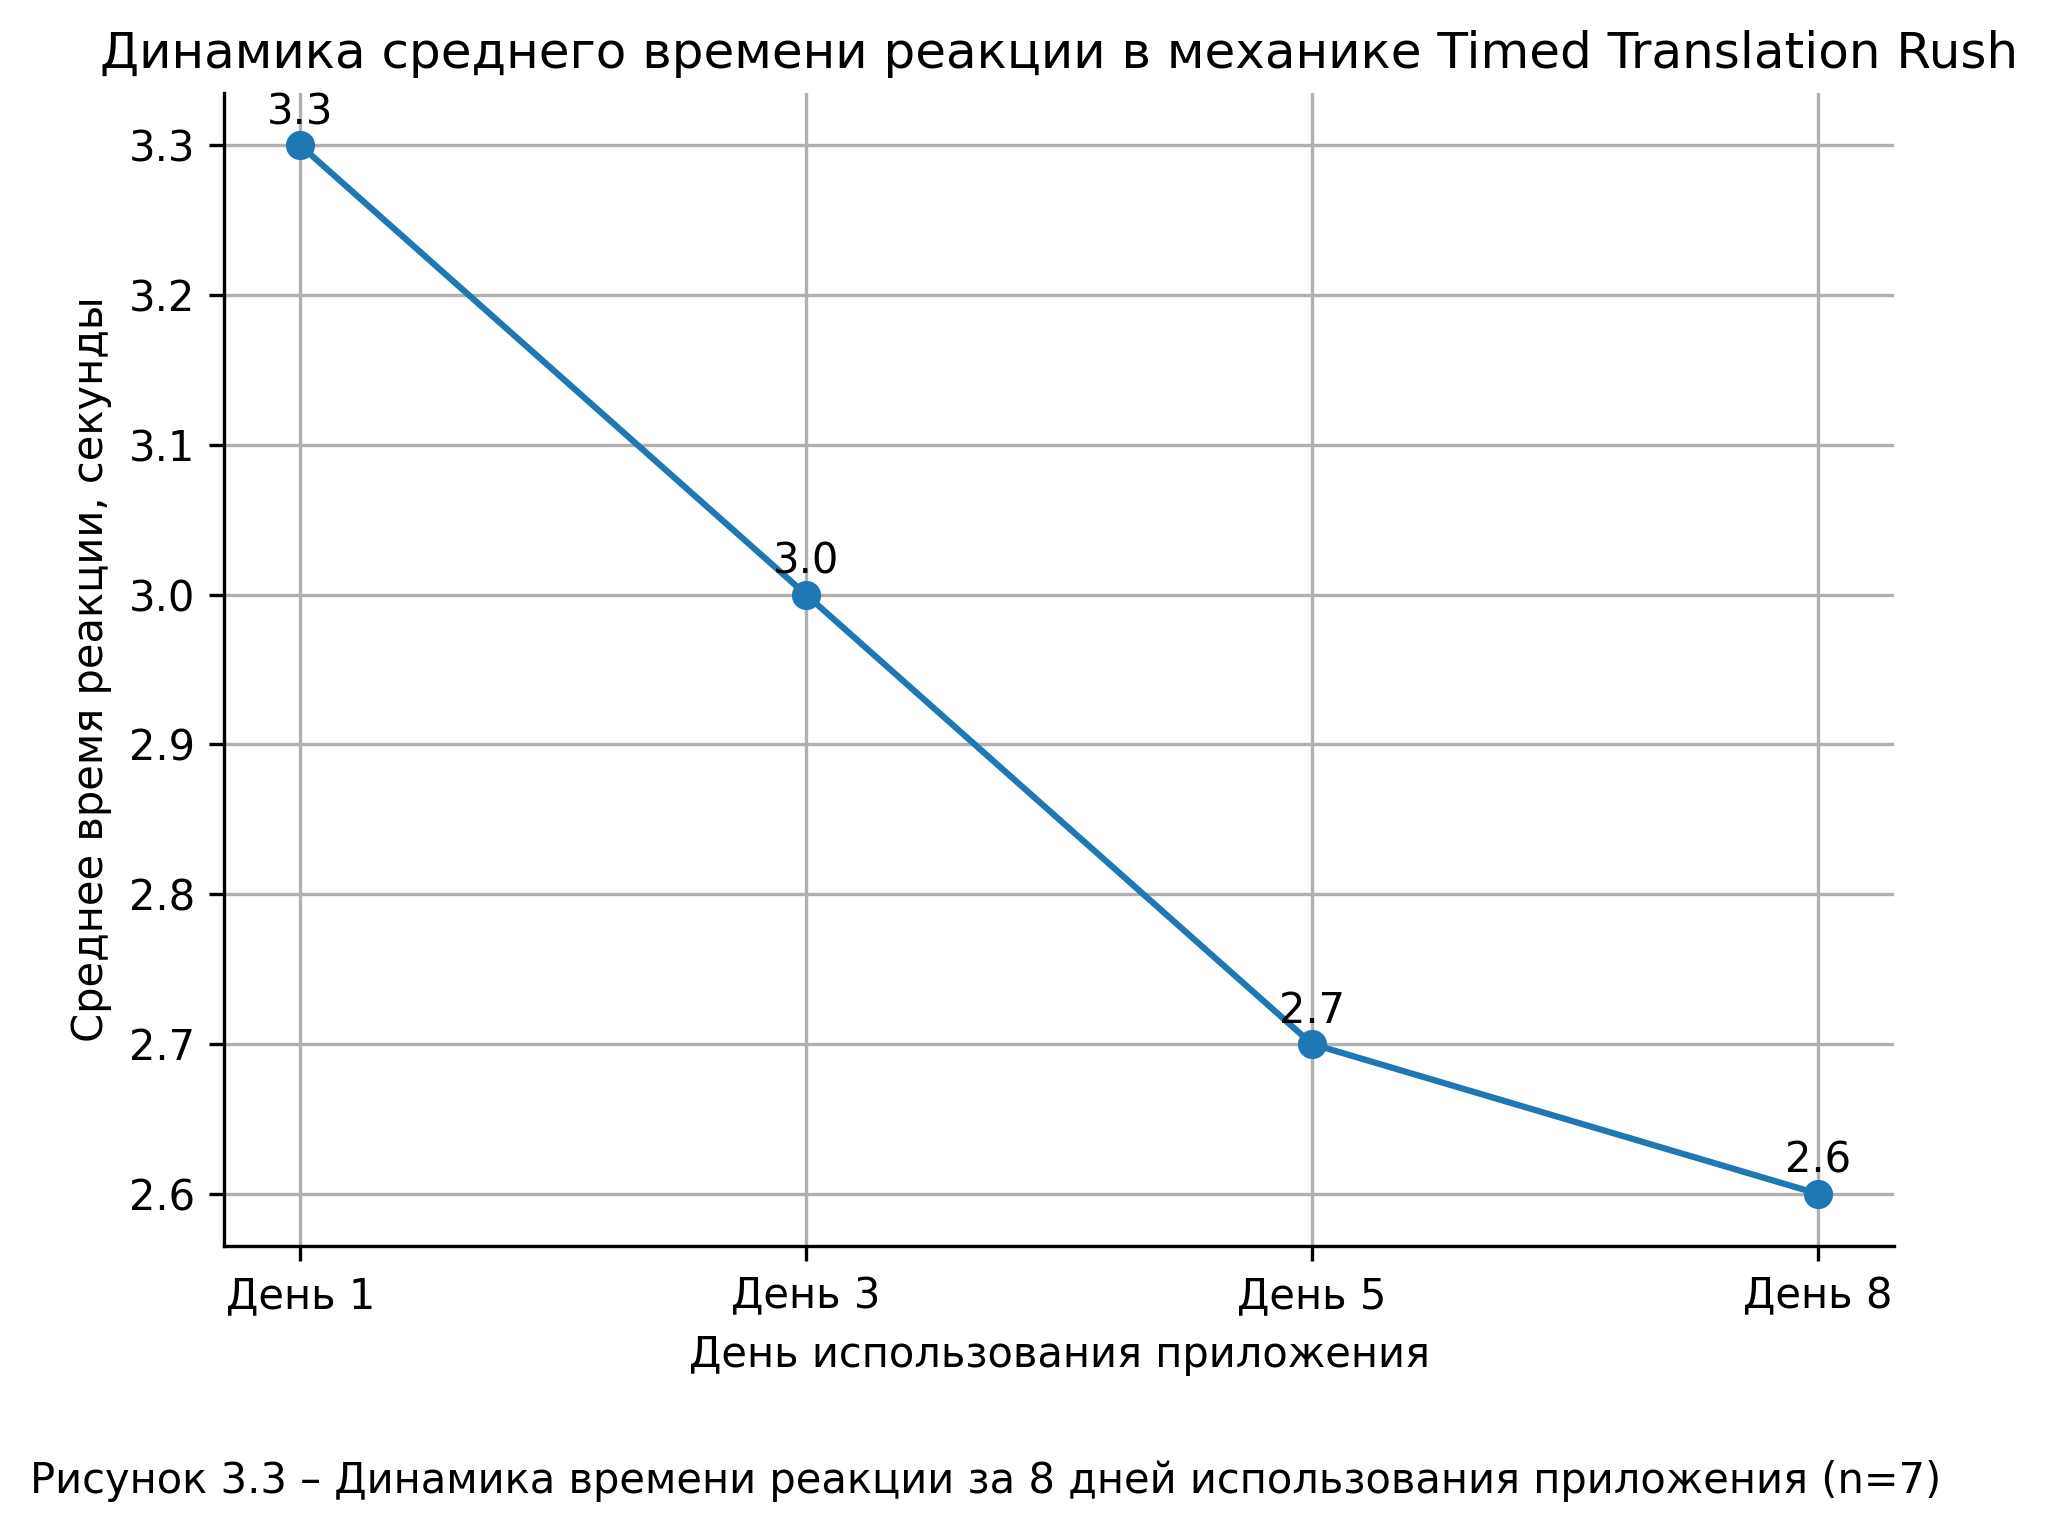 Динамика среднего времени реакции в механике Timed Translation Rush
3.3
3.3
3.2
3.1
3.0
3.0
2.9
2.8
2.7
2.7
2.6
2.6
Среднее время реакции, секунды
День 1
День 3
День 5
День 8
День использования приложения
Рисунок 3.3 – Динамика времени реакции за 8 дней использования приложения (n=7)